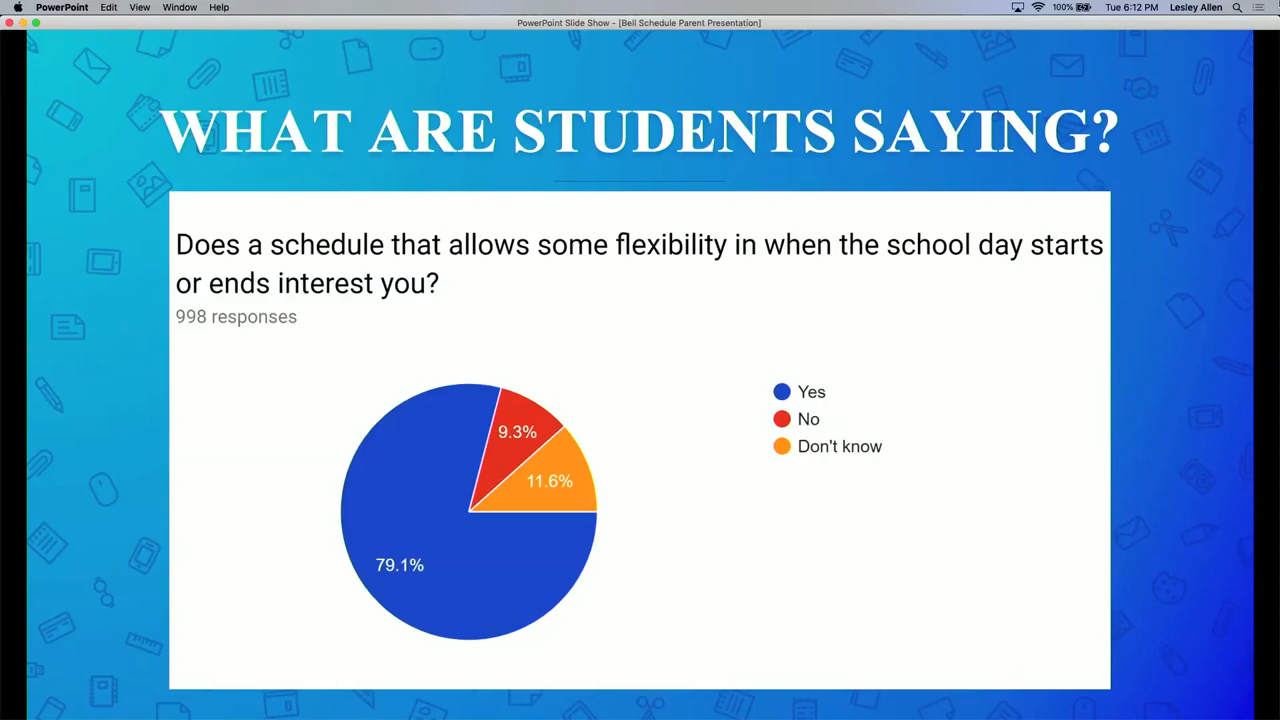 PowerPoint Edit View Window Help 100% Tue 6:12 PM Lesley Allen
PowerPoint Slide Show - [Bell Schedule Parent Presentation]
WHAT ARE STUDENTS SAYING?
Does a schedule that allows some flexibility in when the school day starts
or ends interest you?
998 responses
Yes
No
Don't know
9.3%
11.6%
79.1%